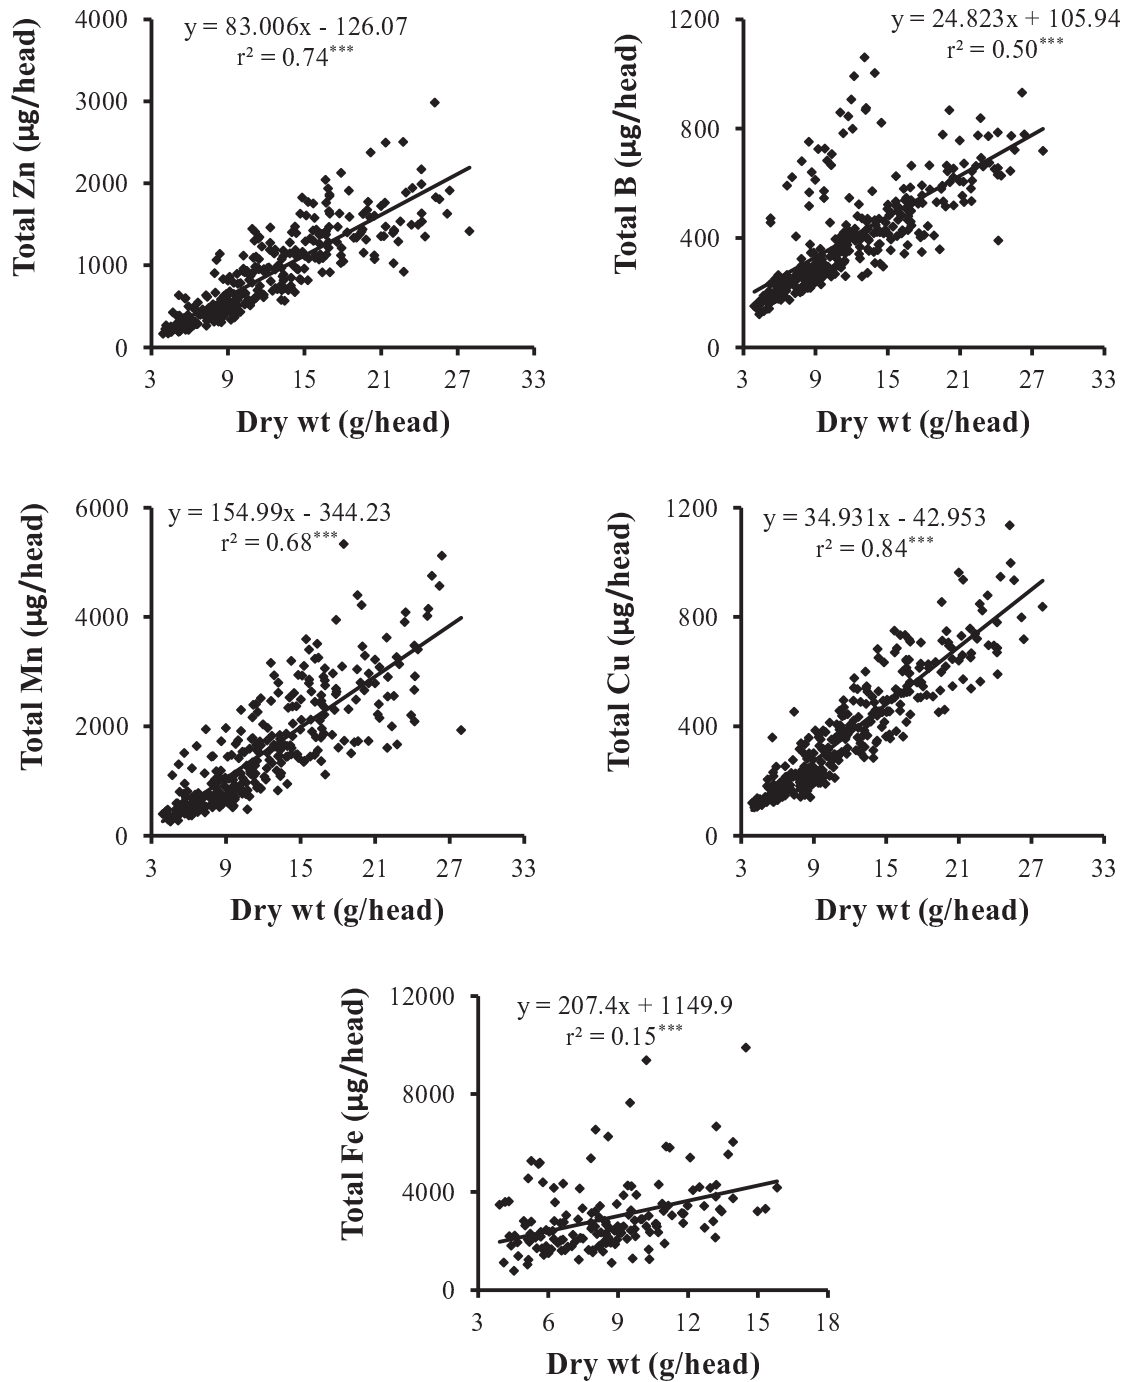 y = 83.006x - 126.07
r² = 0.74***
Total Zn (µg/head)
4000
3000
2000
1000
0
3 9 15 21 27 33
Dry wt (g/head)
y = 24.823x + 105.94
r² = 0.50***
Total B (µg/head)
1200
800
400
0
3 9 15 21 27 33
Dry wt (g/head)
y = 154.99x - 344.23
r² = 0.68***
Total Mn (µg/head)
6000
4000
2000
0
3 9 15 21 27 33
Dry wt (g/head)
y = 34.931x - 42.953
r² = 0.84***
Total Cu (µg/head)
1200
800
400
0
3 9 15 21 27 33
Dry wt (g/head)
y = 207.4x + 1149.9
r² = 0.15***
Total Fe (µg/head)
12000
8000
4000
0
3 6 9 12 15 18
Dry wt (g/head)